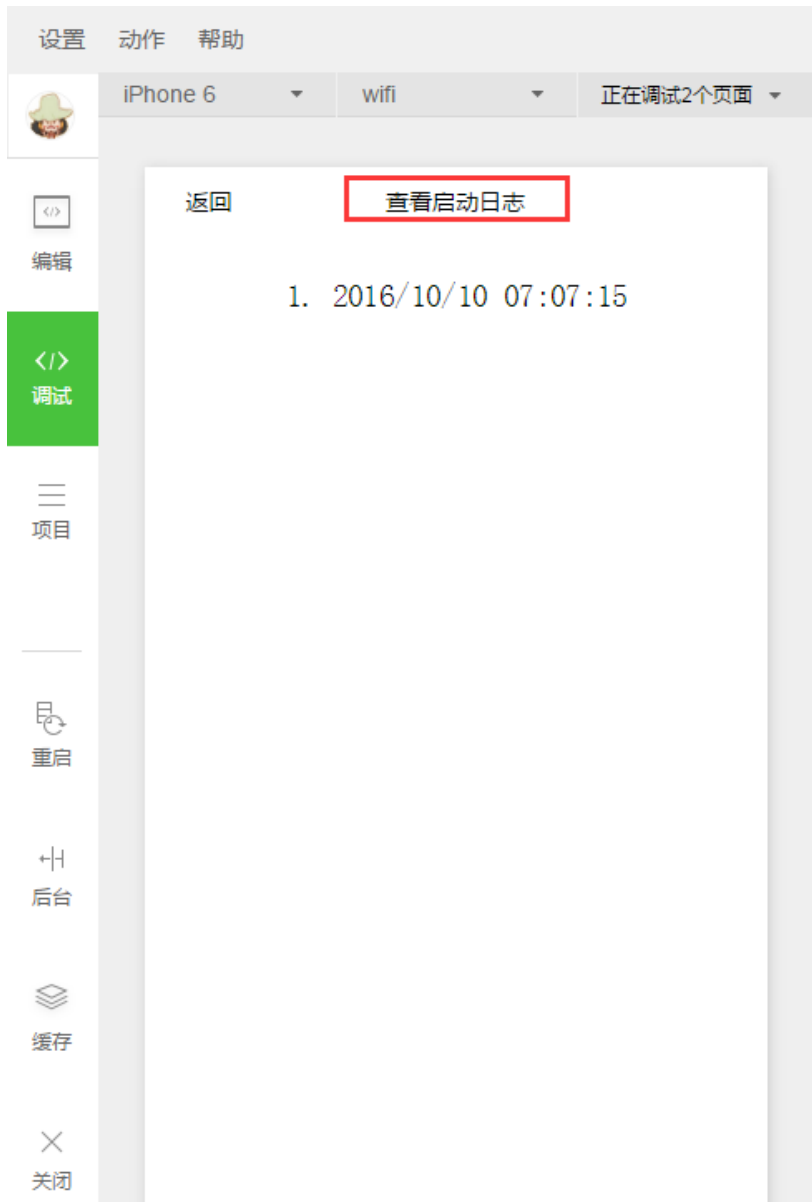 设置 动作 帮助
iPhone 6 wifi 正在调试2个页面
返回 查看启动日志
编辑
1. 2016/10/10 07:07:15
调试
项目
重启
后台
缓存
关闭